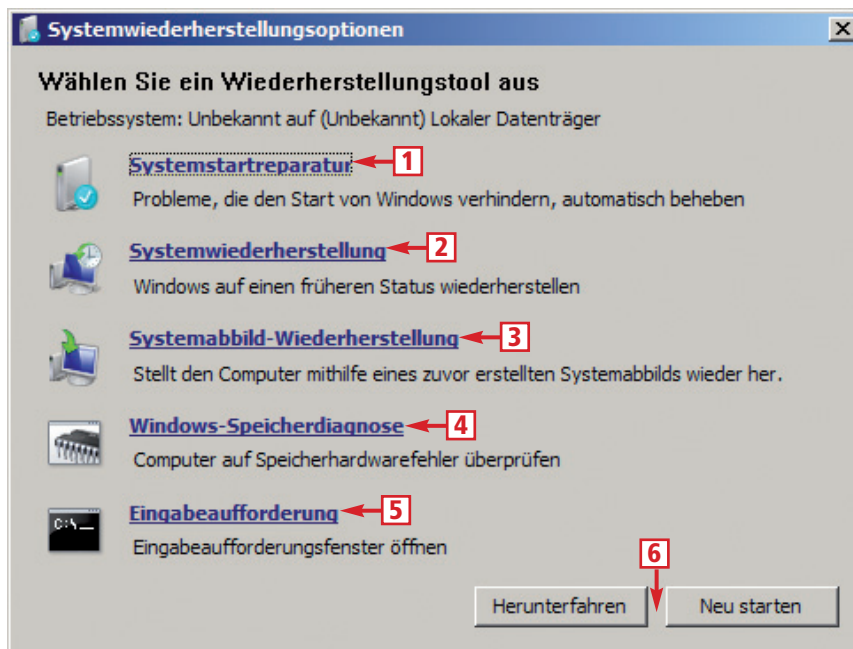 Systemwiederherstellungsoptionen
Wählen Sie ein Wiederherstellungstool aus
Betriebssystem: Unbekannt auf (Unbekannt) Lokaler Datenträger
Systemstartreparatur 1
Probleme, die den Start von Windows verhindern, automatisch beheben
Systemwiederherstellung 2
Windows auf einen früheren Status wiederherstellen
Systemabbild-Wiederherstellung 3
Stellt den Computer mithilfe eines zuvor erstellten Systemabbilds wieder her.
Windows-Speicherdiagnose 4
Computer auf Speicherhardwarefehler überprüfen
C:\_
Eingabeaufforderung 5
Eingabeaufforderungsfenster öffnen
6
Herunterfahren Neu starten